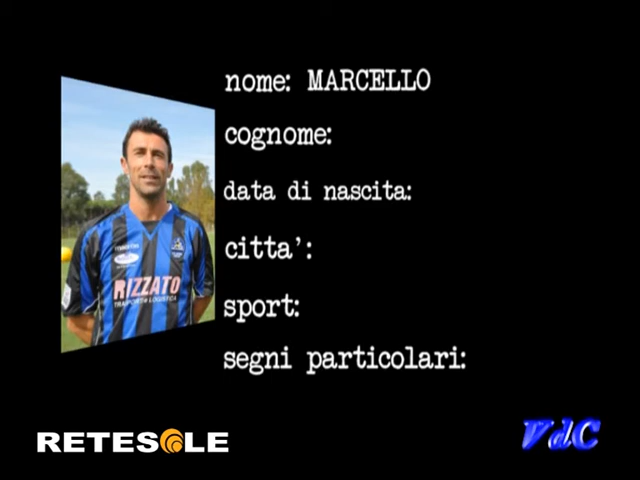 nome: MARCELLO
cognome:
data di nascita:
citta':
sport:
segni particolari:
RIZZATO
TRASPORTI e LOGISTICA
RETESOLE
VdC